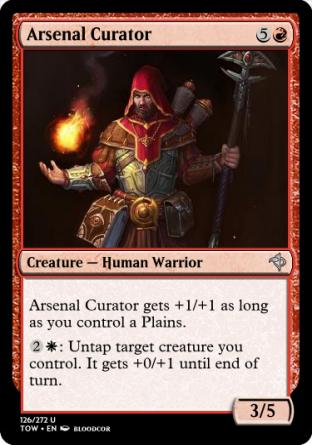 Arsenal Curator 5
Creature — Human Warrior
Arsenal Curator gets +1/+1 as long
as you control a Plains.
2: Untap target creature you
control. It gets +0/+1 until end of
turn.
3/5
126/272 U
TOW • EN BLOODCOR